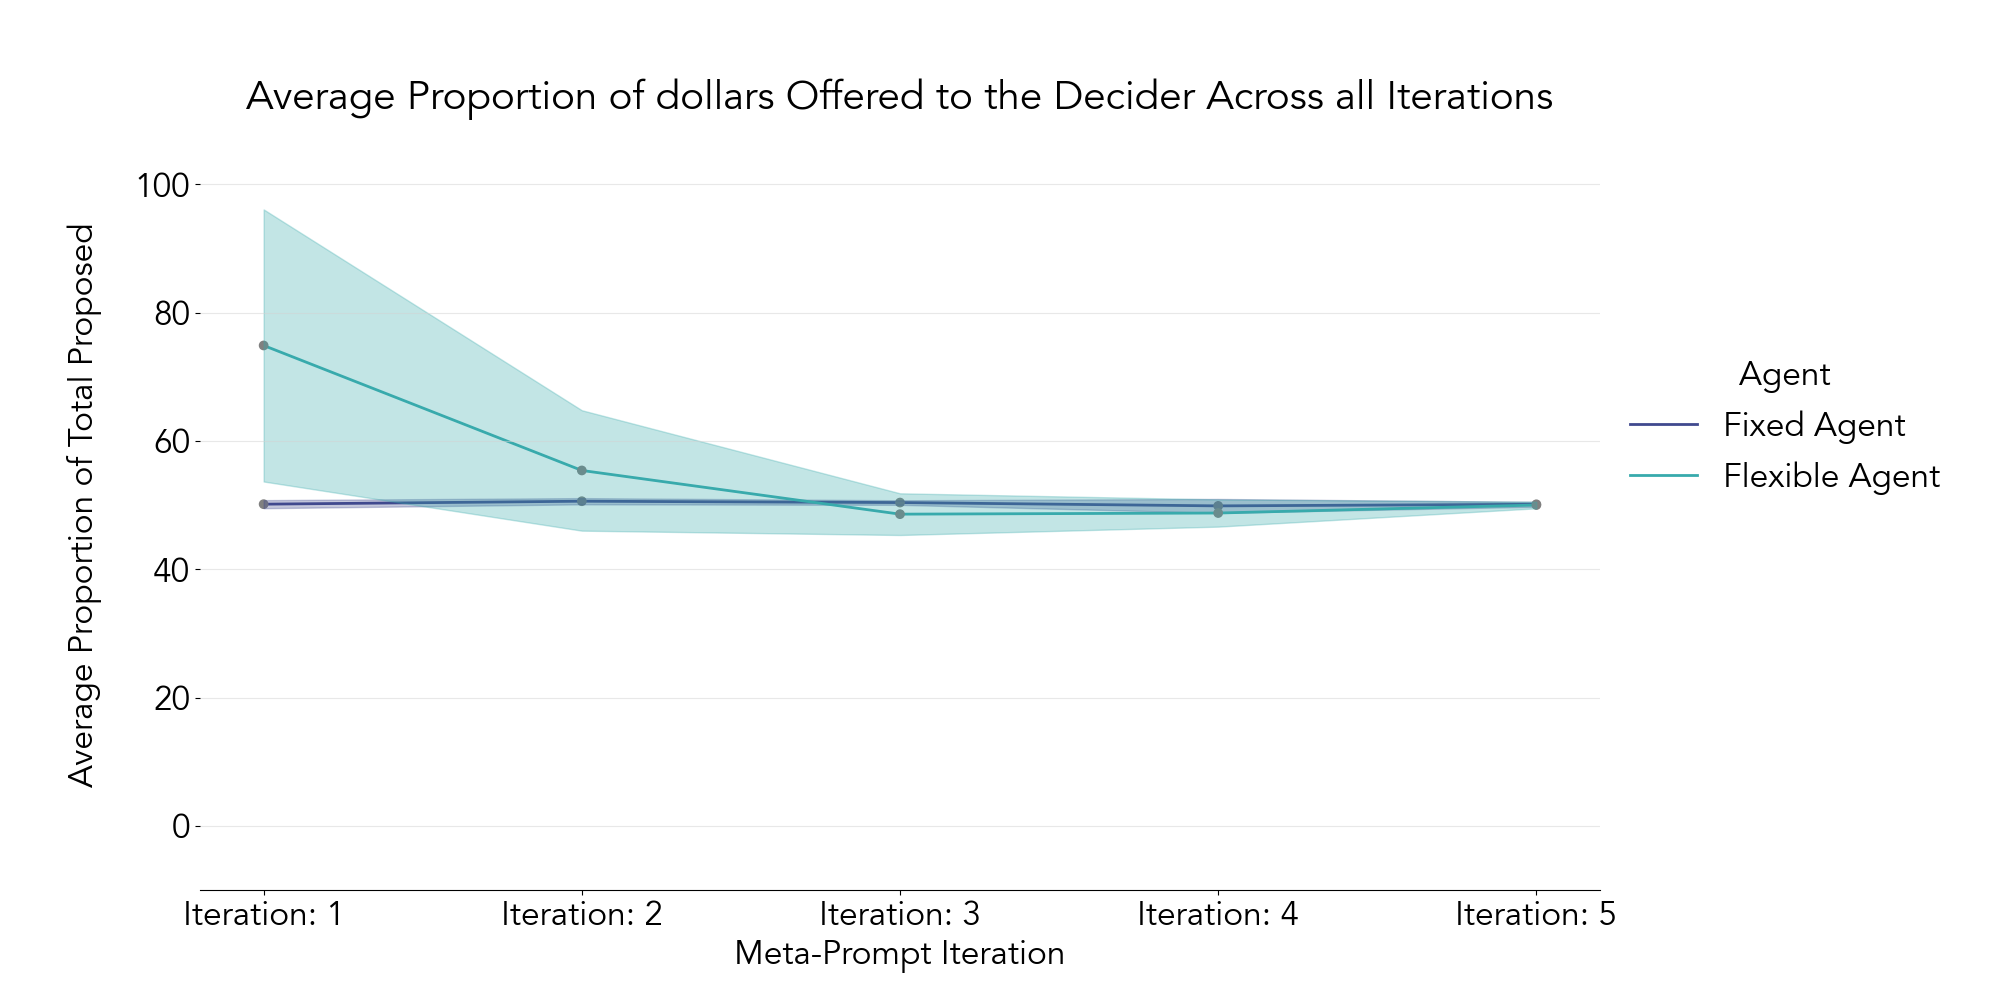 Average Proportion of dollars Offered to the Decider Across all Iterations
Average Proportion of Total Proposed
100
80
60
40
20
0
Iteration: 1
Iteration: 2
Iteration: 3
Iteration: 4
Iteration: 5
Meta-Prompt Iteration
Agent
Fixed Agent
Flexible Agent